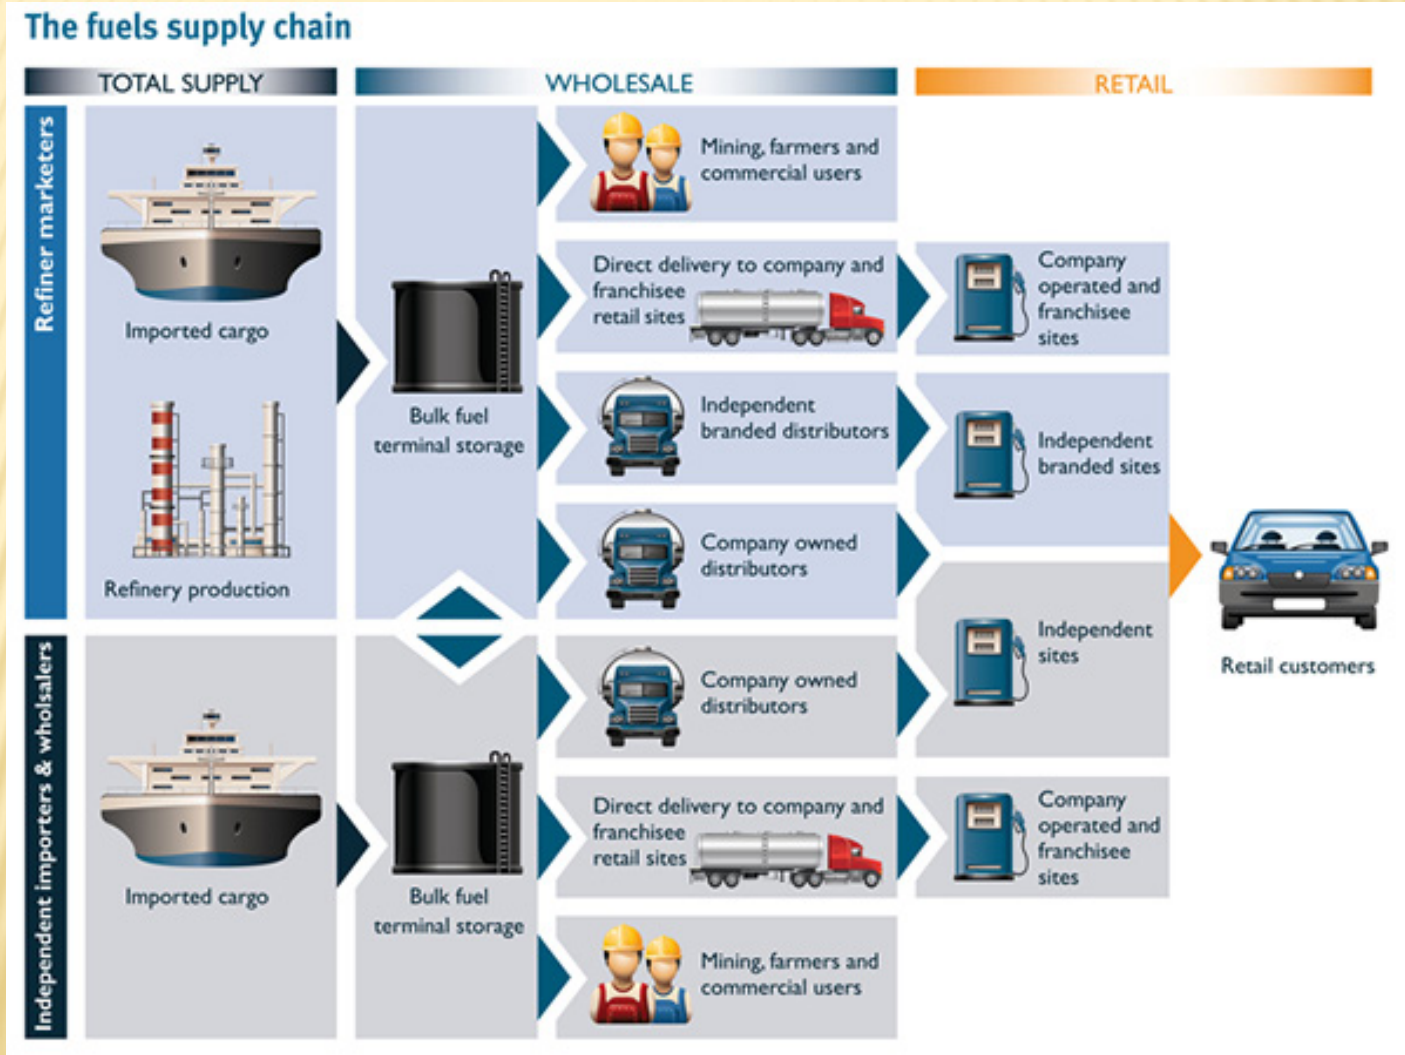 The fuels supply chain
TOTAL SUPPLY
WHOLESALE
RETAIL
Refiner marketers
Imported cargo
Refinery production
Bulk fuel
terminal storage
Mining, farmers and
commercial users
Direct delivery to company and
franchisee
retail sites
Company
operated and
franchisee
sites
Independent
branded distributors
Independent
branded sites
Company owned
distributors
Independent importers & wholsalers
Imported cargo
Bulk fuel
terminal storage
Company owned
distributors
Independent
sites
Direct delivery to company and
franchisee
retail sites
Company
operated and
franchisee
sites
Mining, farmers and
commercial users
Retail customers